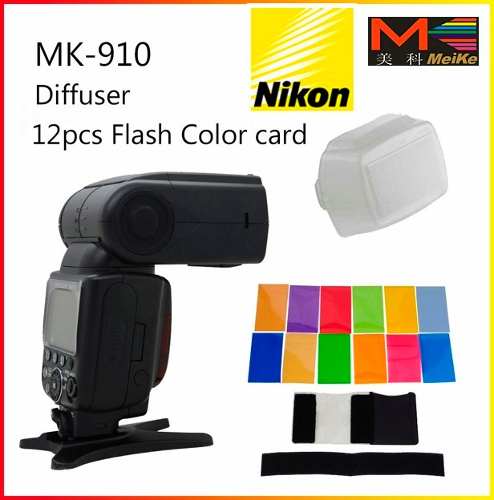 MK-910
Diffuser
12pcs Flash Color card
Nikon
M
美科 MeiKe